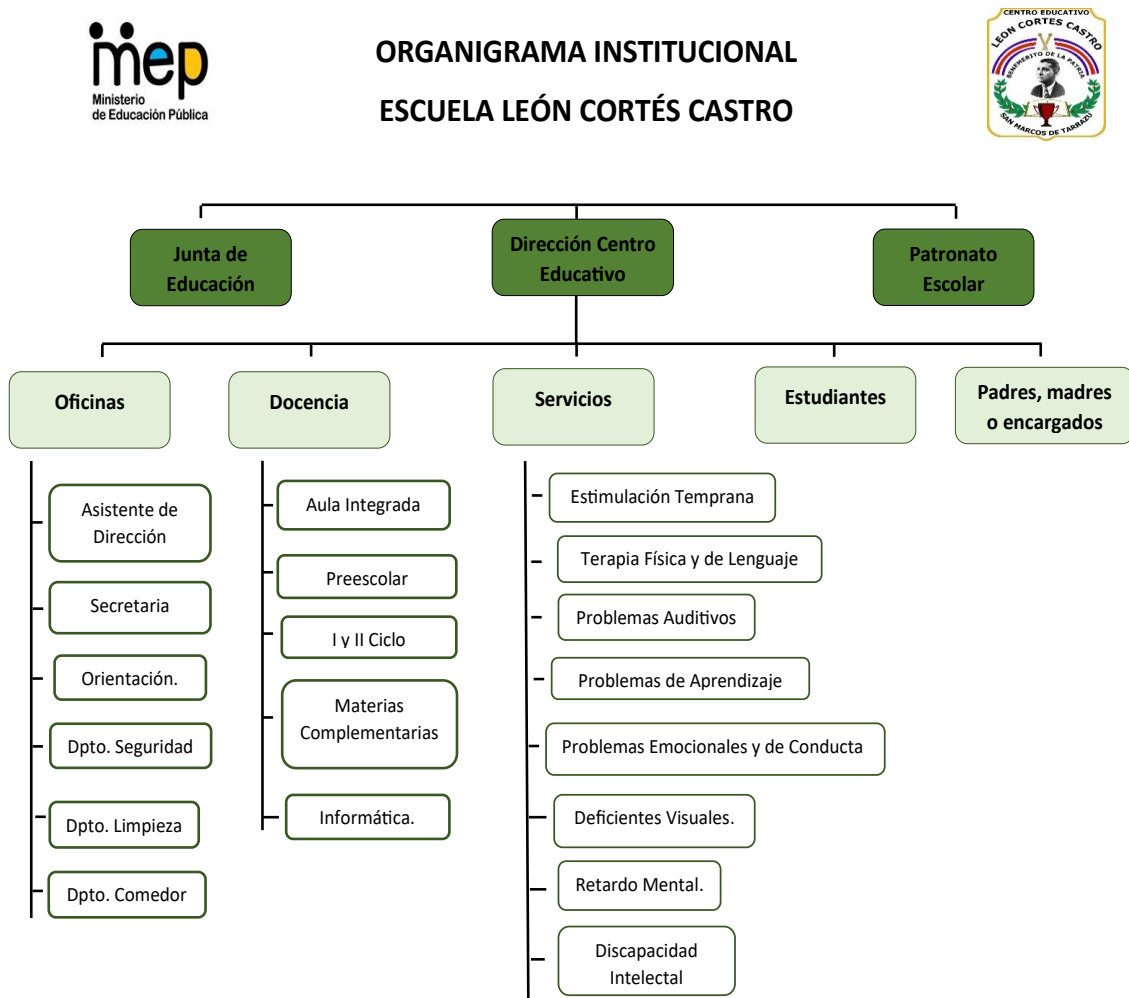 mep
Ministerio
de Educación Pública
ORGANIGRAMA INSTITUCIONAL
ESCUELA LEÓN CORTÉS CASTRO
CENTRO EDUCATIVO
LEON CORTES CASTRO
BENEMERITO DE LA PATRIA
SAN MARCOS DE TARRAZU
Junta de
Educación
Dirección Centro
Educativo
Patronato
Escolar
Oficinas
Docencia
Servicios
Estudiantes
Padres, madres
o encargados
Asistente de
Dirección
Secretaria
Orientación.
Dpto. Seguridad
Dpto. Limpieza
Dpto. Comedor
Aula Integrada
Preescolar
I y II Ciclo
Materias
Complementarias
Informática.
Estimulación Temprana
Terapia Física y de Lenguaje
Problemas Auditivos
Problemas de Aprendizaje
Problemas Emocionales y de Conducta
Deficientes Visuales.
Retardo Mental.
Discapacidad
Intelectal